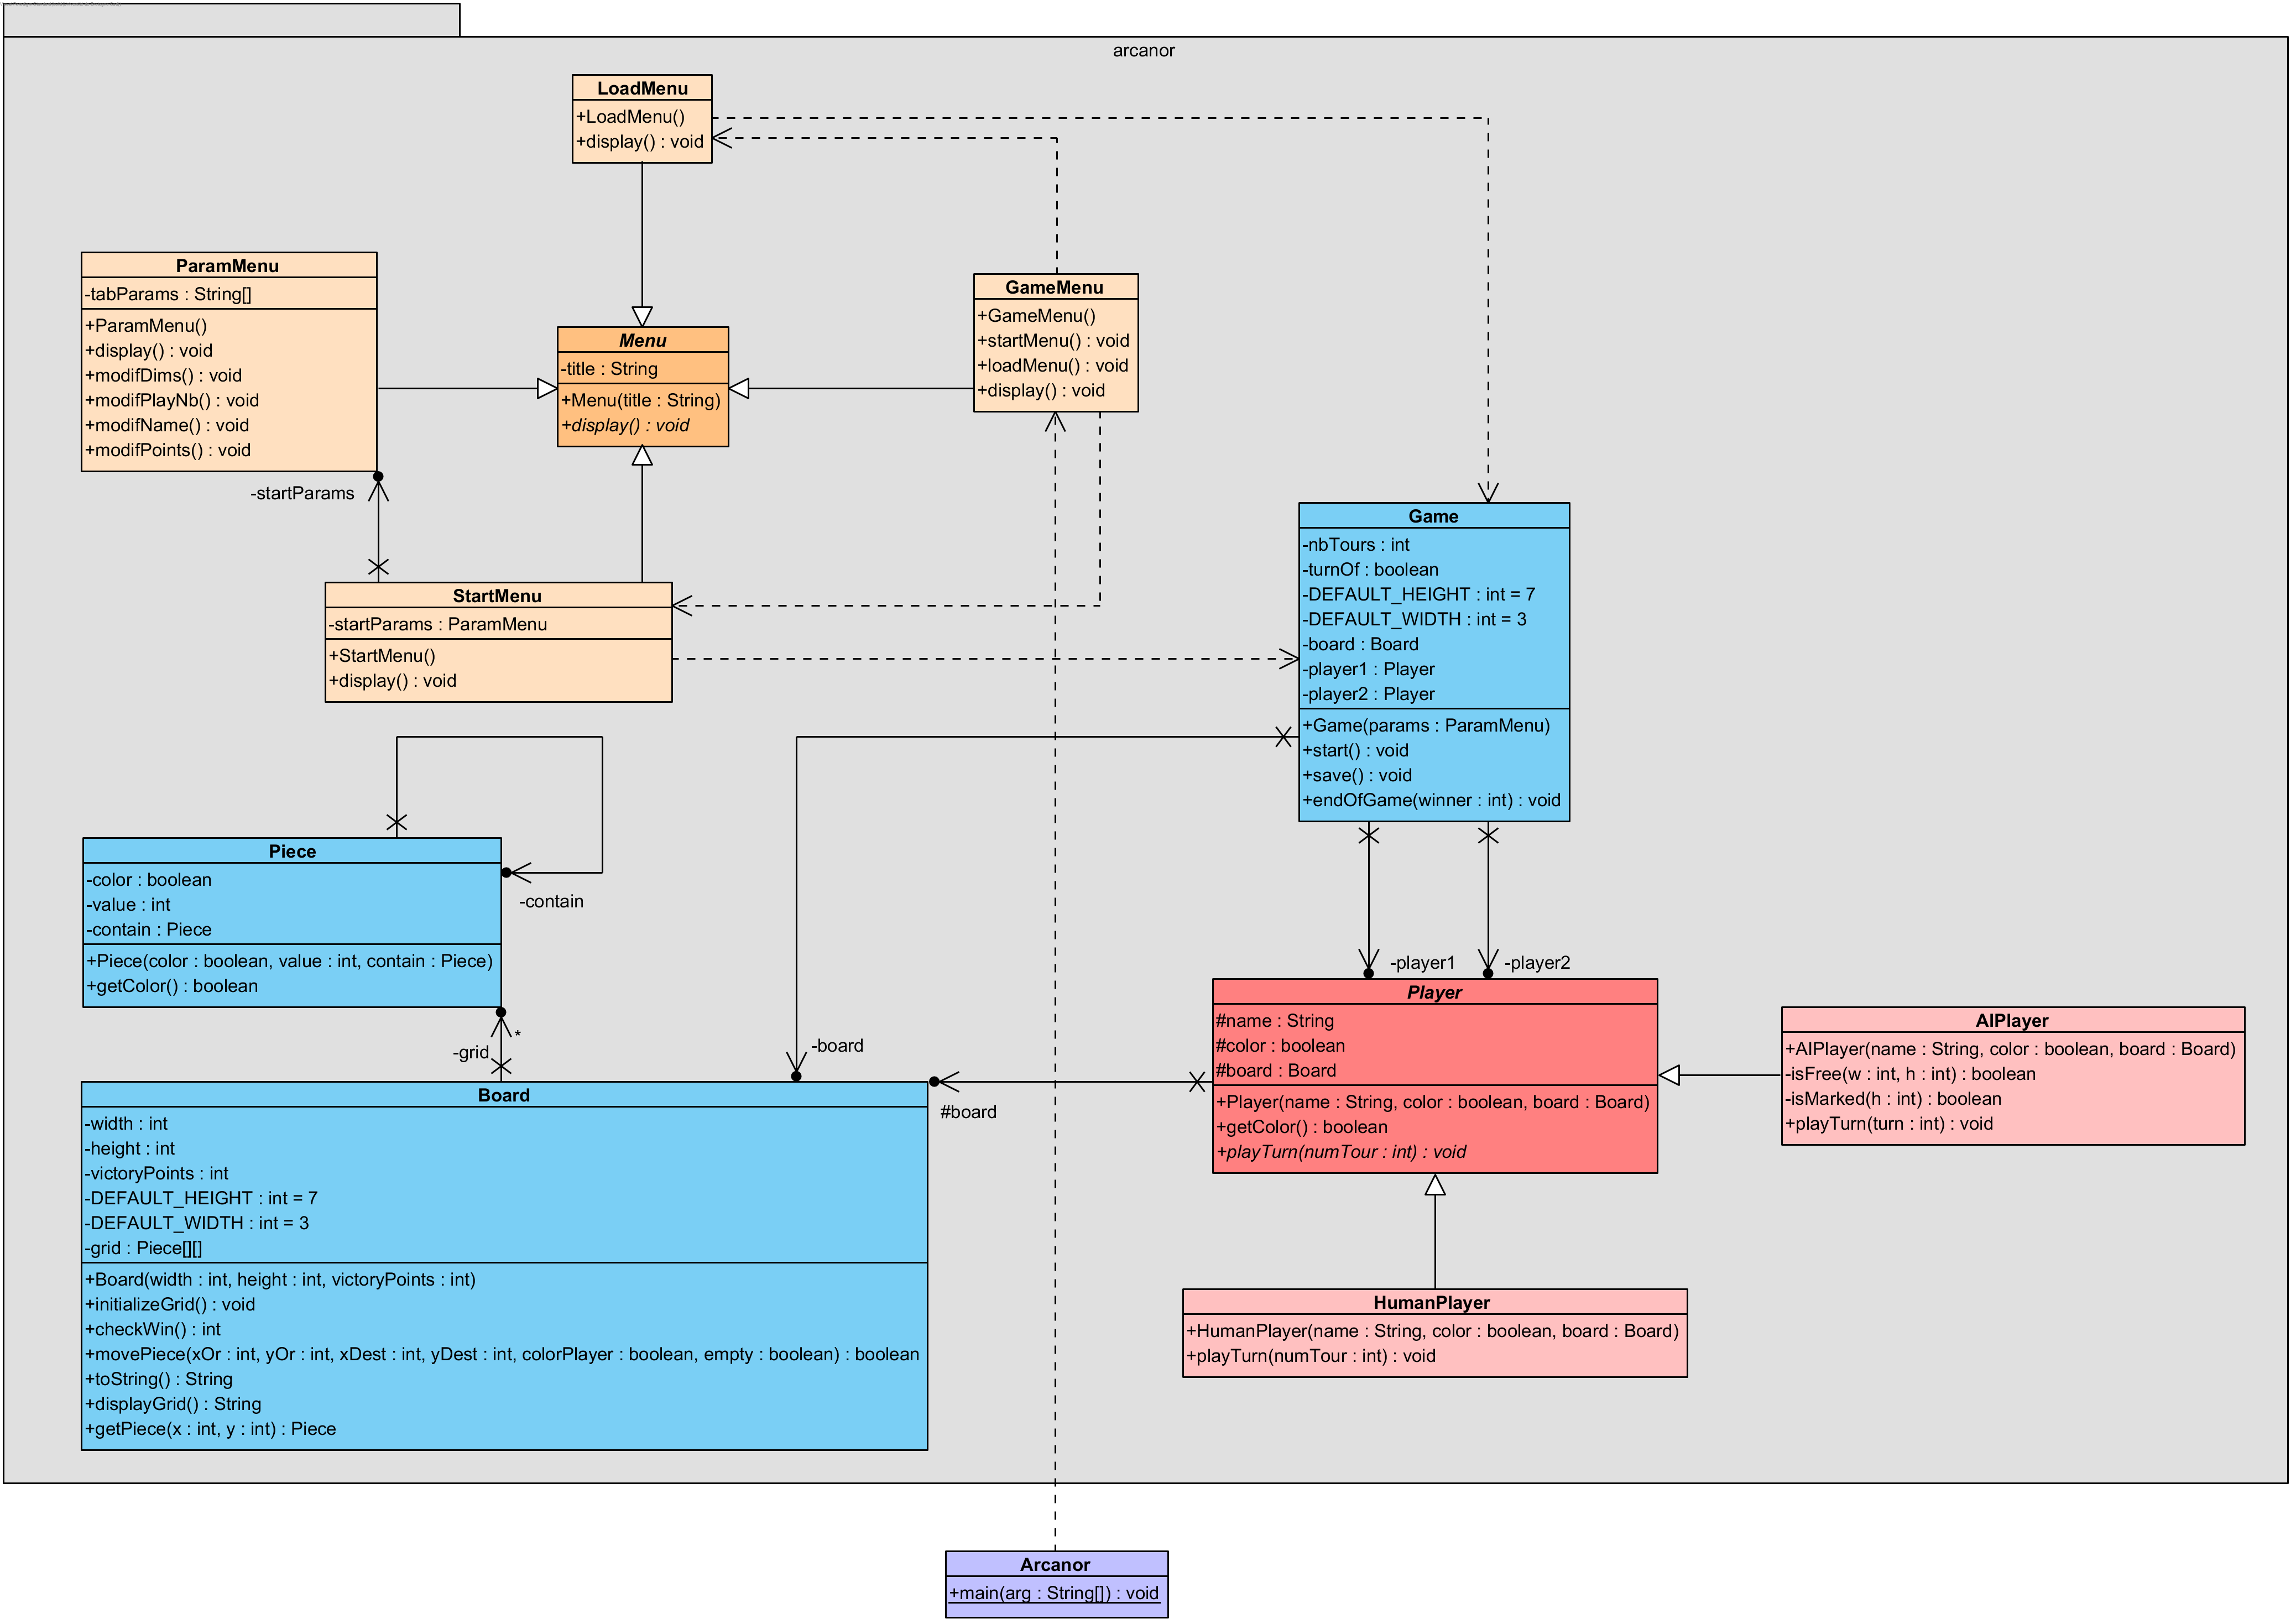 arcanor
LoadMenu
+LoadMenu()
+display() : void
ParamMenu
-tabParams : String[]
+ParamMenu()
+display() : void
+modifDims() : void
+modifPlayNb() : void
+modifName() : void
+modifPoints() : void
Menu
-title : String
+Menu(title : String)
+display() : void
GameMenu
+GameMenu()
+startMenu() : void
+loadMenu() : void
+display() : void
-startParams
StartMenu
-startParams : ParamMenu
+StartMenu()
+display() : void
Game
-nbTours : int
-turnOf : boolean
-DEFAULT_HEIGHT : int = 7
-DEFAULT_WIDTH : int = 3
-board : Board
-player1 : Player
-player2 : Player
+Game(params : ParamMenu)
+start() : void
+save() : void
+endOfGame(winner : int) : void
Piece
-color : boolean
-value : int
-contain : Piece
+Piece(color : boolean, value : int, contain : Piece)
+getColor() : boolean
-contain
*
-grid
-board
-player1
-player2
Player
#name : String
#color : boolean
#board : Board
+Player(name : String, color : boolean, board : Board)
+getColor() : boolean
+playTurn(numTour : int) : void
AIPlayer
+AIPlayer(name : String, color : boolean, board : Board)
-isFree(w : int, h : int) : boolean
-isMarked(h : int) : boolean
+playTurn(turn : int) : void
#board
Board
-width : int
-height : int
-victoryPoints : int
-DEFAULT_HEIGHT : int = 7
-DEFAULT_WIDTH : int = 3
-grid : Piece[][]
+Board(width : int, height : int, victoryPoints : int)
+initializeGrid() : void
+checkWin() : int
+movePiece(xOr : int, yOr : int, xDest : int, yDest : int, colorPlayer : boolean, empty : boolean) : boolean
+toString() : String
+displayGrid() : String
+getPiece(x : int, y : int) : Piece
HumanPlayer
+HumanPlayer(name : String, color : boolean, board : Board)
+playTurn(numTour : int) : void
Arcanor
+main(arg : String[]) : void